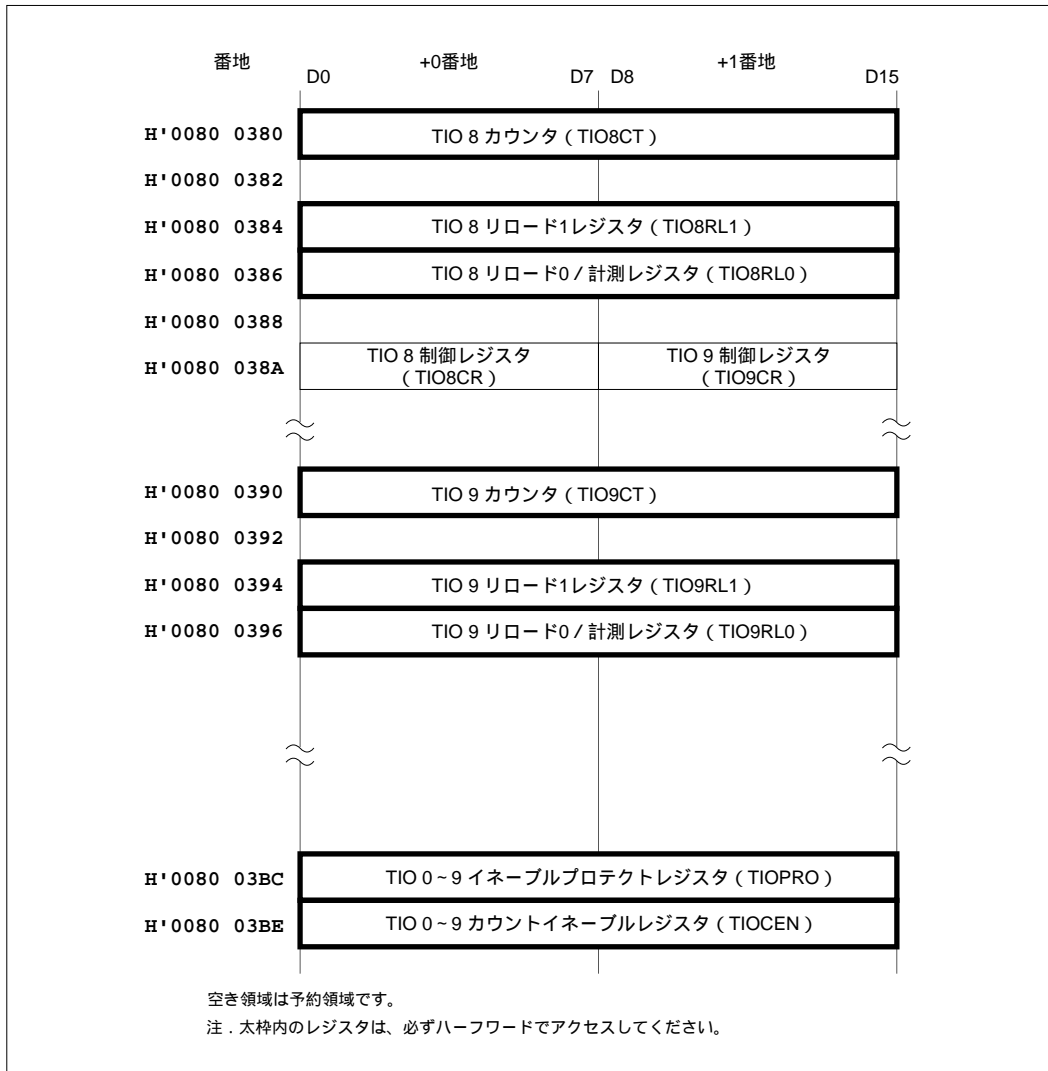 番地 +0番地 +1番地
D0 D7 D8 D15
H'0080 0380 TIO 8 カウンタ（TIO8CT）
H'0080 0382
H'0080 0384 TIO 8 リロード1レジスタ（TIO8RL1）
H'0080 0386 TIO 8 リロード0 / 計測レジスタ（TIO8RL0）
H'0080 0388
H'0080 038A TIO 8 制御レジスタ（TIO8CR） TIO 9 制御レジスタ（TIO9CR）
H'0080 0390 TIO 9 カウンタ（TIO9CT）
H'0080 0392
H'0080 0394 TIO 9 リロード1レジスタ（TIO9RL1）
H'0080 0396 TIO 9 リロード0 / 計測レジスタ（TIO9RL0）
H'0080 03BC TIO 0~9 イネーブルプロテクトレジスタ（TIOPRO）
H'0080 03BE TIO 0~9 カウントイネーブルレジスタ（TIOCEN）
空き領域は予約領域です。
注．太枠内のレジスタは、必ずハーフワードでアクセスしてください。